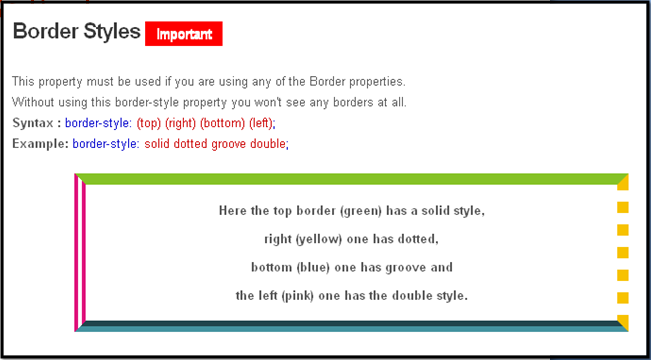 Border Styles Important
This property must be used if you are using any of the Border properties.
Without using this border-style property you won't see any borders at all.
Syntax : border-style: (top) (right) (bottom) (left);
Example: border-style: solid dotted groove double;
Here the top border (green) has a solid style,
right (yellow) one has dotted,
bottom (blue) one has groove and
the left (pink) one has the double style.